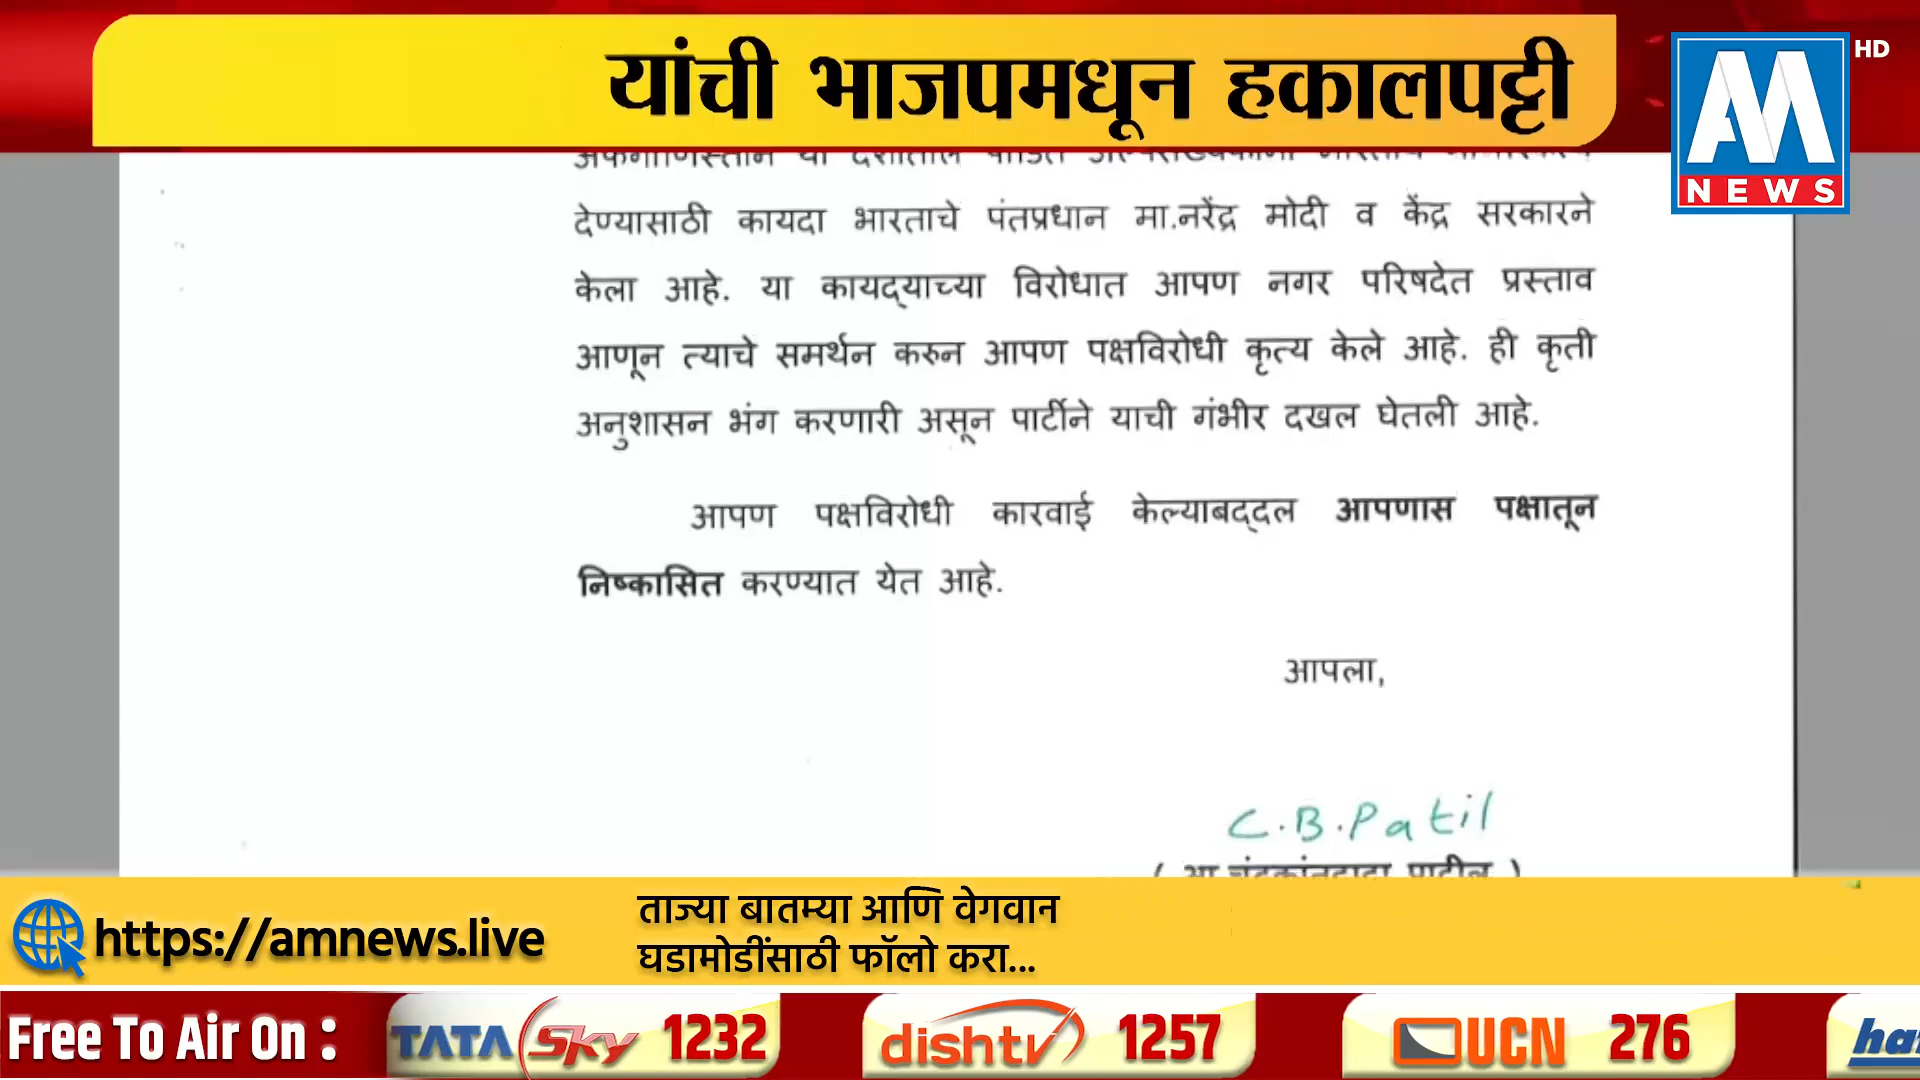 यांची भाजपमधून हकालपट्टी
HD
AM
NEWS
देण्यासाठी कायदा भारताचे पंतप्रधान मा.नरेंद्र मोदी व केंद्र सरकारने
केला आहे. या कायद्याच्या विरोधात आपण नगर परिषदेत प्रस्ताव
आणून त्याचे समर्थन करुन आपण पक्षविरोधी कृत्य केले आहे. ही कृती
अनुशासन भंग करणारी असून पार्टीने याची गंभीर दखल घेतली आहे.
आपण पक्षविरोधी कारवाई केल्याबद्दल आपणास पक्षातून
निष्कासित करण्यात येत आहे.
आपला,
C.B.Patil
https://amnews.live
ताज्या बातम्या आणि वेगवान
घडामोडींसाठी फॉलो करा...
Free To Air On : TATA Sky 1232 dishtv 1257 UCN 276